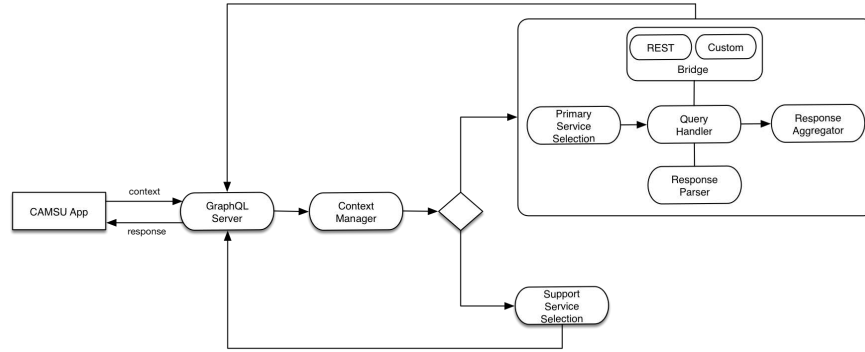 REST
Custom
Bridge
Primary
Service
Selection
Query
Handler
Response
Aggregator
Response
Parser
CAMSU App
context
response
GraphQL
Server
Context
Manager
Support
Service
Selection